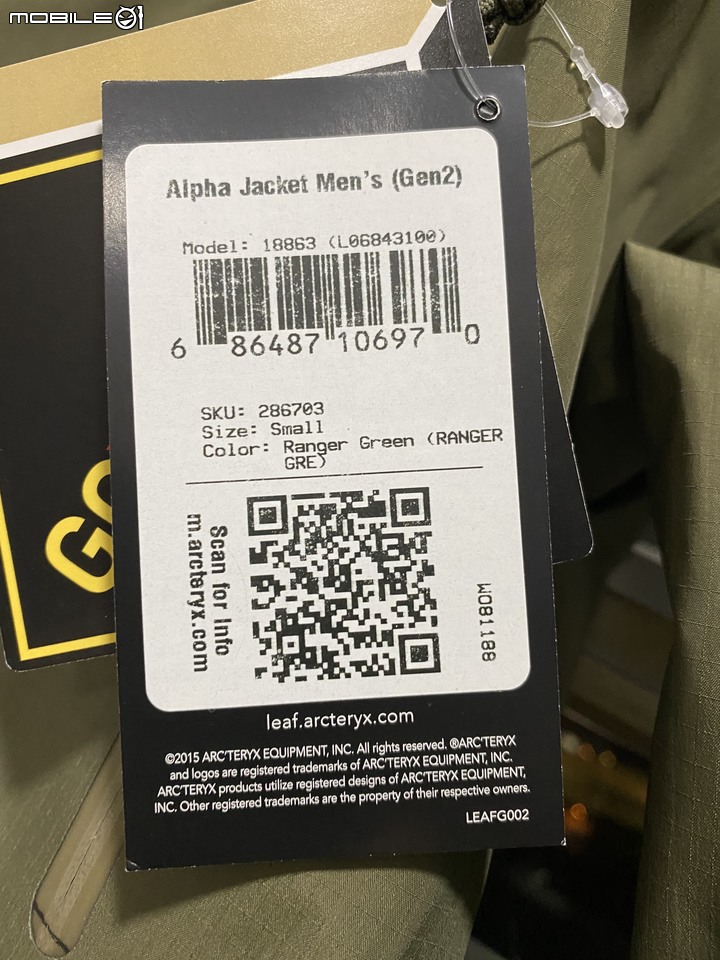 MOBILE01
Alpha Jacket Men's (Gen2)
Model: 18863 (L06843100)
6 86487 10697 0
SKU: 286703
Size: Small
Color: Ranger Green (RANGER
GRE)
Scan for Info
m.arcteryx.com
WO81188
leaf.arcteryx.com
©2015 ARC'TERYX EQUIPMENT, INC. All rights reserved. ®ARC'TERYX
and logos are registered trademarks of ARC'TERYX EQUIPMENT, INC.
ARC'TERYX products utilize registered designs of ARC'TERYX EQUIPMENT,
INC. Other registered trademarks are the property of their respective owners.
LEAFG002